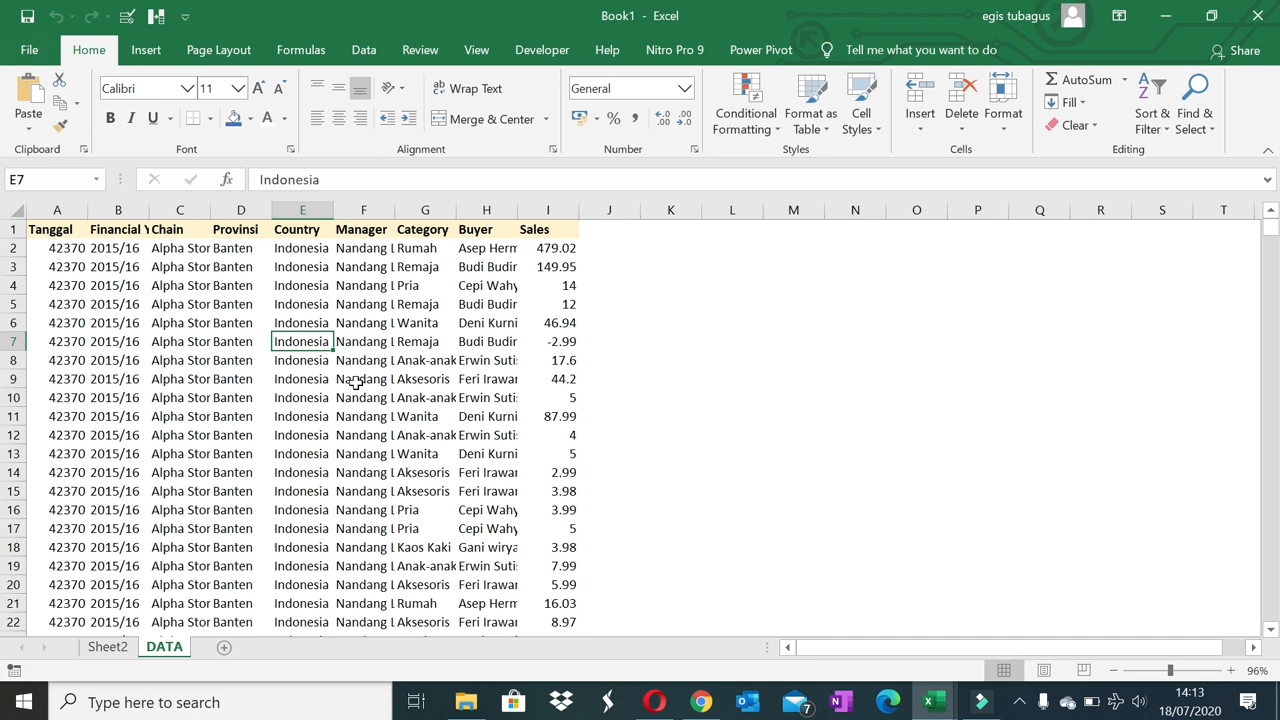 Book1 - Excel
egis tubagus
File Home Insert Page Layout Formulas Data Review View Developer Help Nitro Pro 9 Power Pivot Tell me what you want to do Share
Paste
Clipboard
Calibri 11
B I U A
Font
Wrap Text
Merge & Center
Alignment
General
% ,
Number
Conditional Formatting
Format as Table
Cell Styles
Styles
Insert Delete Format
Cells
AutoSum
Fill
Clear
Sort & Filter
Find & Select
Editing
E7 fx Indonesia
A B C D E F G H I J K L M N O P Q R S T
1 Tanggal Financial Y Chain Provinsi Country Manager Category Buyer Sales
2 42370 2015/16 Alpha Stor Banten Indonesia Nandang L Rumah Asep Herm 479.02
3 42370 2015/16 Alpha Stor Banten Indonesia Nandang L Remaja Budi Budir 149.95
4 42370 2015/16 Alpha Stor Banten Indonesia Nandang L Pria Cepi Wahy 14
5 42370 2015/16 Alpha Stor Banten Indonesia Nandang L Remaja Budi Budir 12
6 42370 2015/16 Alpha Stor Banten Indonesia Nandang L Wanita Deni Kurni 46.94
7 42370 2015/16 Alpha Stor Banten Indonesia Nandang L Remaja Budi Budir -2.99
8 42370 2015/16 Alpha Stor Banten Indonesia Nandang L Anak-anak Erwin Suti 17.6
9 42370 2015/16 Alpha Stor Banten Indonesia Nandang L Aksesoris Feri Irawar 44.2
10 42370 2015/16 Alpha Stor Banten Indonesia Nandang L Anak-anak Erwin Suti 5
11 42370 2015/16 Alpha Stor Banten Indonesia Nandang L Wanita Deni Kurni 87.99
12 42370 2015/16 Alpha Stor Banten Indonesia Nandang L Anak-anak Erwin Suti 4
13 42370 2015/16 Alpha Stor Banten Indonesia Nandang L Wanita Deni Kurni 5
14 42370 2015/16 Alpha Stor Banten Indonesia Nandang L Aksesoris Feri Irawar 2.99
15 42370 2015/16 Alpha Stor Banten Indonesia Nandang L Aksesoris Feri Irawar 3.98
16 42370 2015/16 Alpha Stor Banten Indonesia Nandang L Pria Cepi Wahy 3.99
17 42370 2015/16 Alpha Stor Banten Indonesia Nandang L Pria Cepi Wahy 5
18 42370 2015/16 Alpha Stor Banten Indonesia Nandang L Kaos Kaki Gani wirya 3.98
19 42370 2015/16 Alpha Stor Banten Indonesia Nandang L Anak-anak Erwin Suti 7.99
20 42370 2015/16 Alpha Stor Banten Indonesia Nandang L Aksesoris Feri Irawar 5.99
21 42370 2015/16 Alpha Stor Banten Indonesia Nandang L Rumah Asep Herm 16.03
22 42370 2015/16 Alpha Stor Banten Indonesia Nandang L Aksesoris Feri Irawar 8.97
Sheet2 DATA
96%
Type here to search
7
14:13
18/07/2020